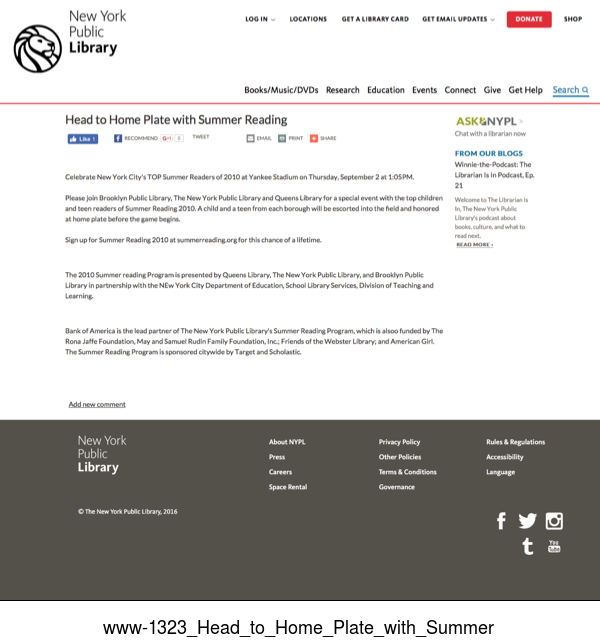 New York
Public
Library
LOG IN
LOCATIONS
GET A LIBRARY CARD
GET EMAIL UPDATES
DONATE
SHOP
Books/Music/DVDs Research Education Events Connect Give Get Help Search
Head to Home Plate with Summer Reading
Like 1
RECOMMEND
G+1 0
TWEET
EMAIL
PRINT
SHARE
Celebrate New York City's TOP Summer Readers of 2010 at Yankee Stadium on Thursday, September 2 at 1:05PM.
Please join Brooklyn Public Library, The New York Public Library and Queens Library for a special event with the top children
and teen readers of Summer Reading 2010. A child and a teen from each borough will be escorted into the field and honored
at home plate before the game begins.
Sign up for Summer Reading 2010 at summerreading.org for this chance of a lifetime.
The 2010 Summer reading Program is presented by Queens Library, The New York Public Library, and Brooklyn Public
Library in partnership with the NEw York City Department of Education, School Library Services, Division of Teaching and
Learning.
Bank of America is the lead partner of The New York Public Library's Summer Reading Program, which is alsoo funded by The
Rona Jaffe Foundation, May and Samuel Rudin Family Foundation, Inc.; Friends of the Webster Library; and American Girl.
The Summer Reading Program is sponsored citywide by Target and Scholastic.
Add new comment
ASK NYPL >
Chat with a librarian now
FROM OUR BLOGS
Winnie-the-Podcast: The
Librarian Is In Podcast, Ep.
21
Welcome to The Librarian Is
In, The New York Public
Library's podcast about
books, culture, and what to
read next.
READ MORE ›
New York
Public
Library
About NYPL
Press
Careers
Space Rental
Privacy Policy
Other Policies
Terms & Conditions
Governance
Rules & Regulations
Accessibility
Language
© The New York Public Library, 2016
f
t
You
Tube
www-1323_Head_to_Home_Plate_with_Summer